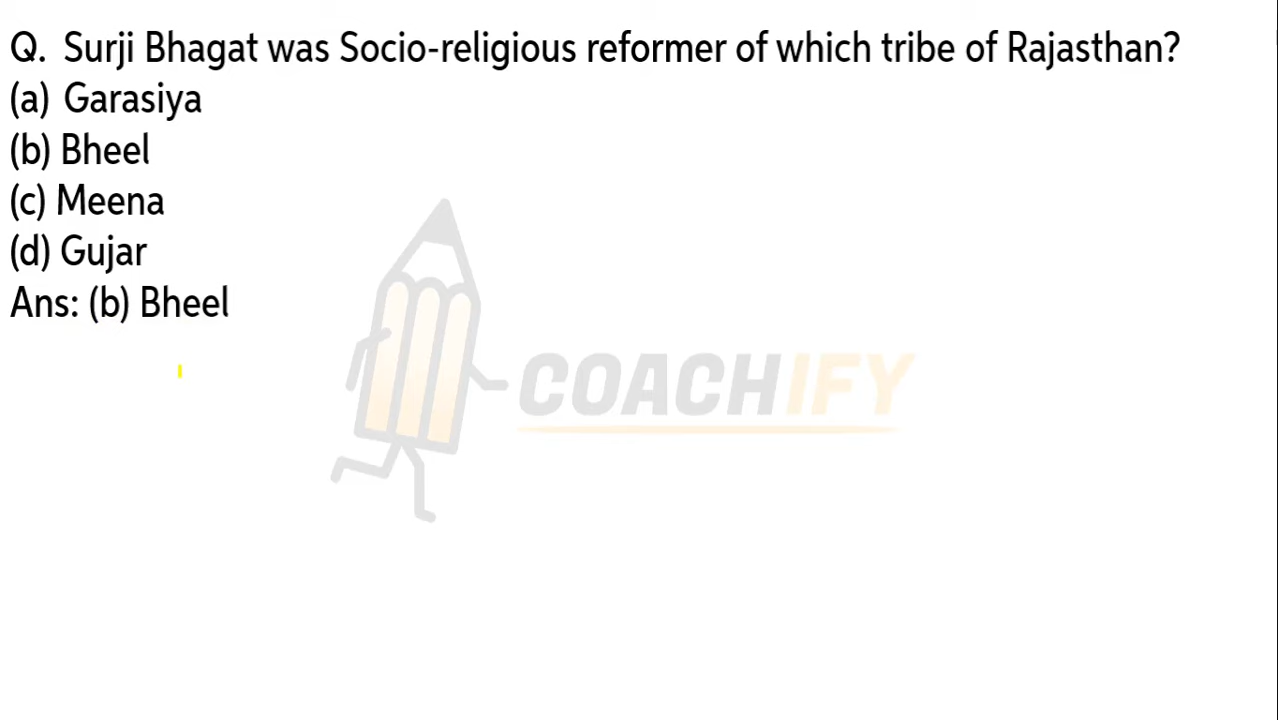 Q. Surji Bhagat was Socio-religious reformer of which tribe of Rajasthan?
(a) Garasiya
(b) Bheel
(c) Meena
(d) Gujar
Ans: (b) Bheel
COACHIFY